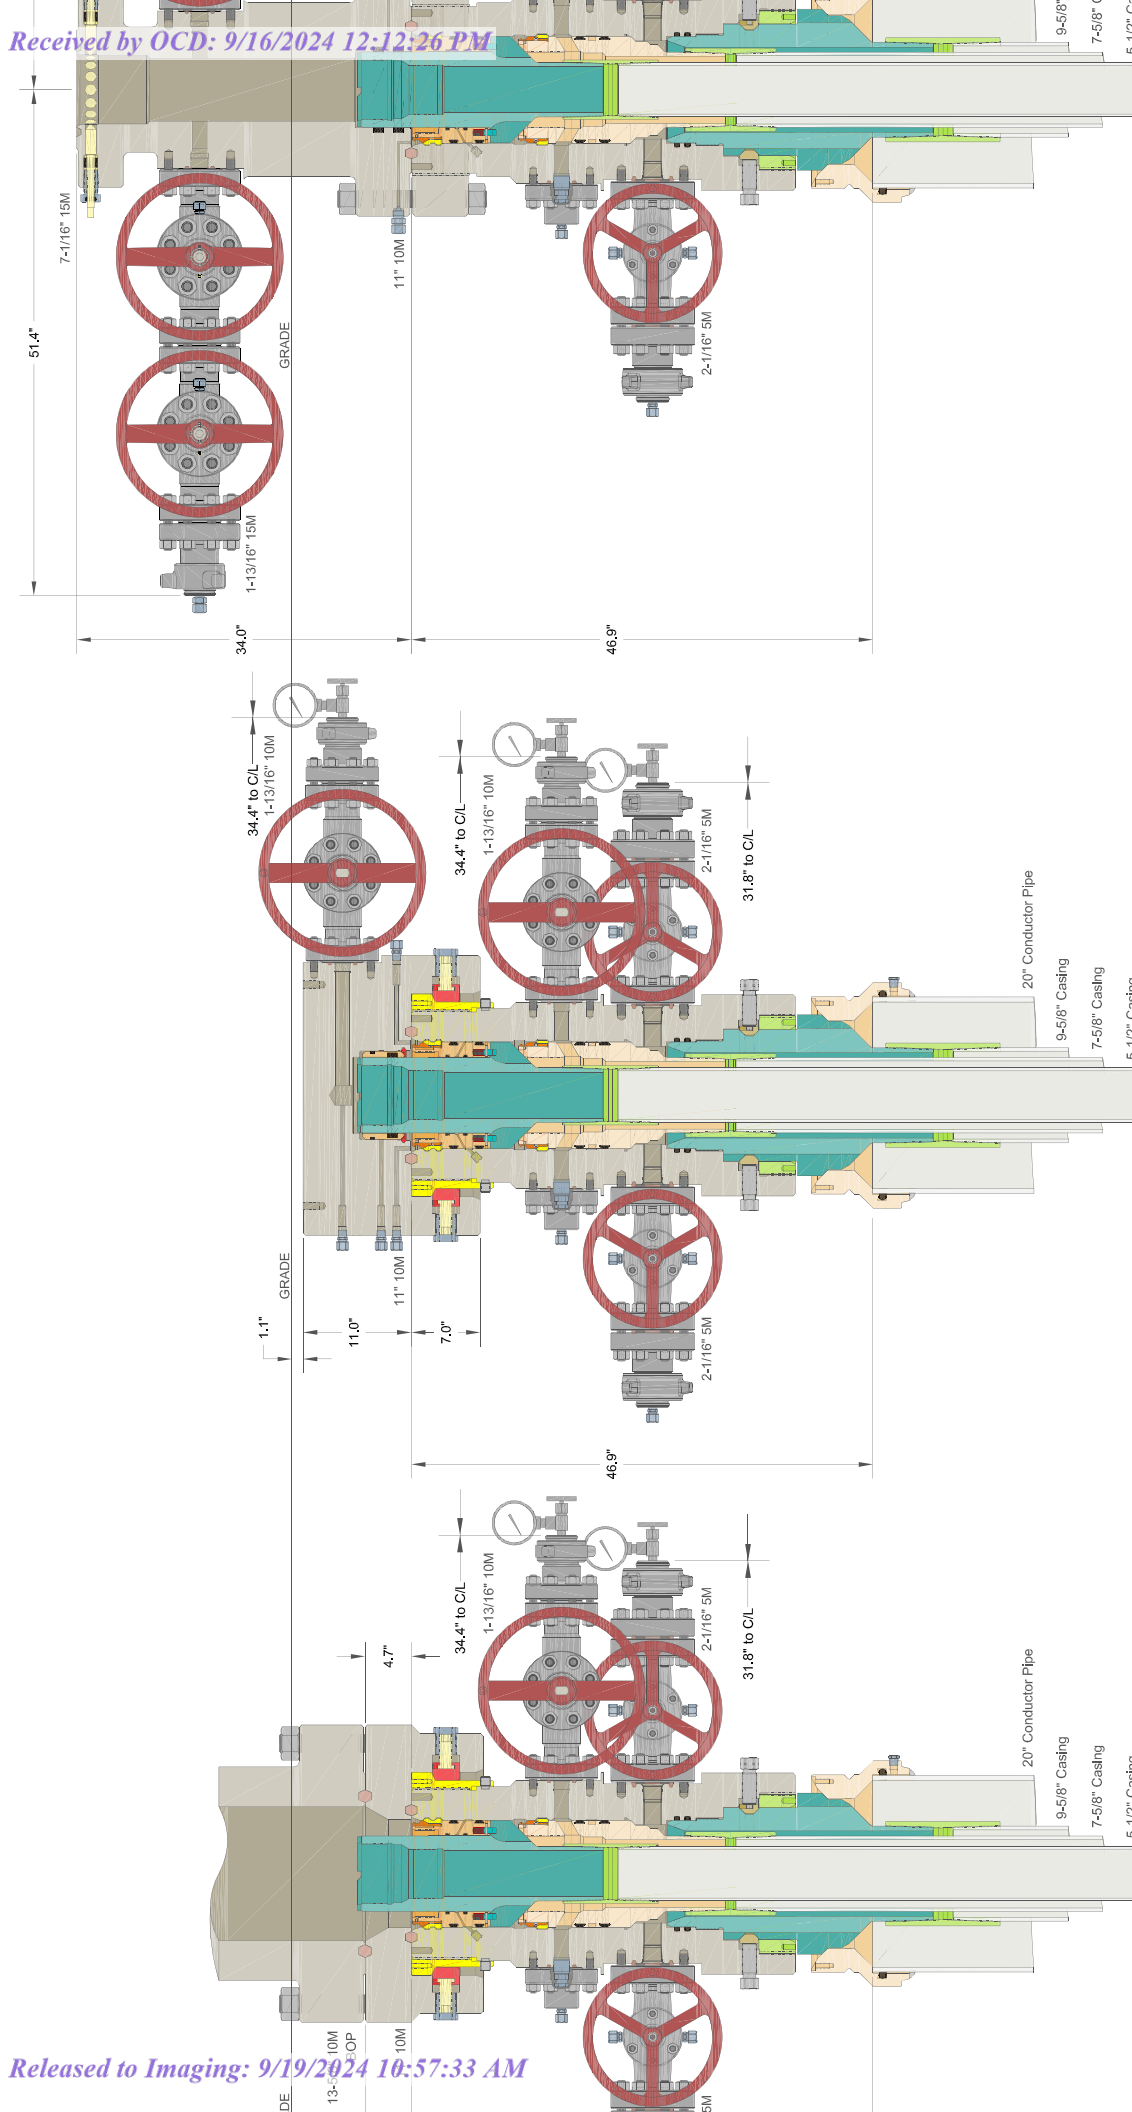 Received by OCD: 9/16/2024 12:12:26 PM
9-5/8"
7-5/8"
7-1/16" 15M
11" 10M
51.4"
GRADE
2-1/16" 5M
1-13/16" 15M
34.0"
46.9"
34.4" to C/L
1-13/16" 10M
34.4" to C/L
1-13/16" 10M
2-1/16" 5M
31.8" to C/L
20" Conductor Pipe
9-5/8" Casing
7-5/8" Casing
GRADE
11" 10M
1.1"
11.0"
7.0"
2-1/16" 5M
46.9"
34.4" to C/L
1-13/16" 10M
2-1/16" 5M
31.8" to C/L
4.7"
20" Conductor Pipe
9-5/8" Casing
7-5/8" Casing
10M
BOP
10M
Released to Imaging: 9/19/2024 10:57:33 AM
5M